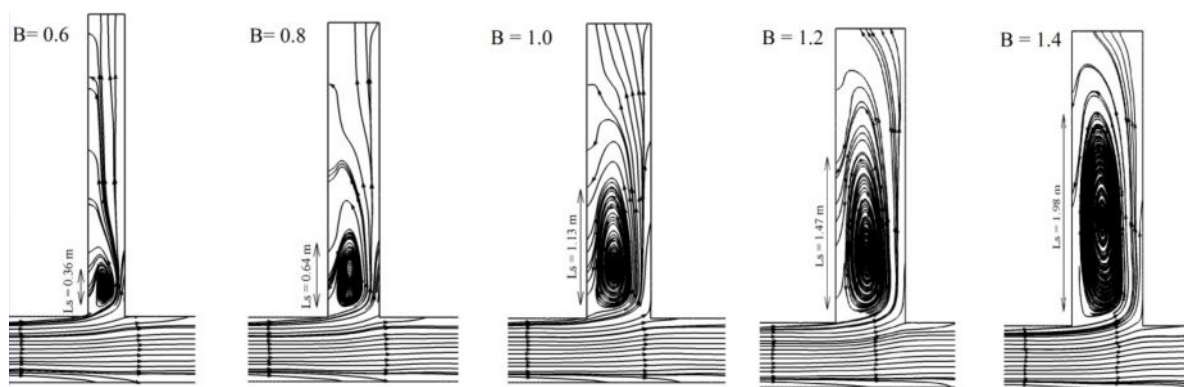 B= 0.6
Ls = 0.36 m
B= 0.8
Ls = 0.64 m
B = 1.0
Ls = 1.13 m
B = 1.2
Ls = 1.47 m
B = 1.4
Ls = 1.98 m